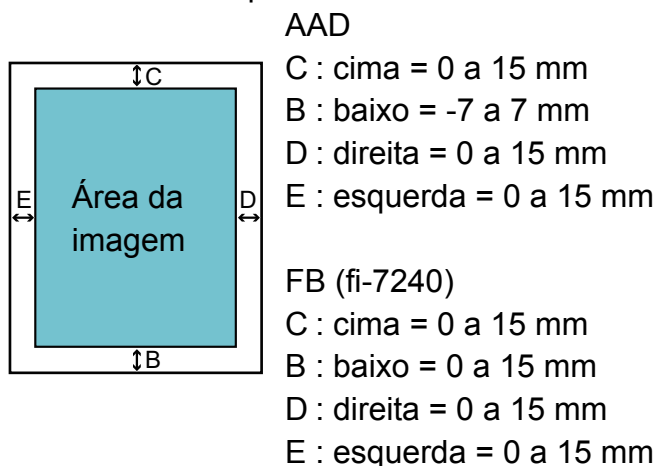 AAD
C : cima = 0 a 15 mm
B : baixo = -7 a 7 mm
D : direita = 0 a 15 mm
E : esquerda = 0 a 15 mm
FB (fi-7240)
C : cima = 0 a 15 mm
B : baixo = 0 a 15 mm
D : direita = 0 a 15 mm
E : esquerda = 0 a 15 mm
C
E
Área da
imagem
D
B